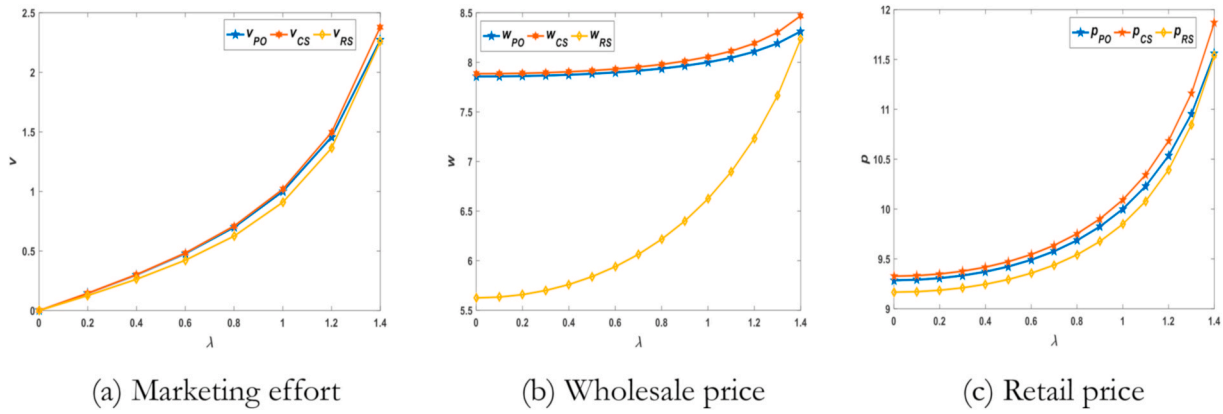 v_PO v_CS v_RS
2.5
2
1.5
1
0.5
0
v
0 0.2 0.4 0.6 0.8 1 1.2 1.4
λ
(a) Marketing effort
w_PO w_CS w_RS
8.5
8
7.5
7
6.5
6
5.5
w
0 0.2 0.4 0.6 0.8 1 1.2 1.4
λ
(b) Wholesale price
p_PO p_CS p_RS
12
11.5
11
10.5
10
9.5
9
p
0 0.2 0.4 0.6 0.8 1 1.2 1.4
λ
(c) Retail price